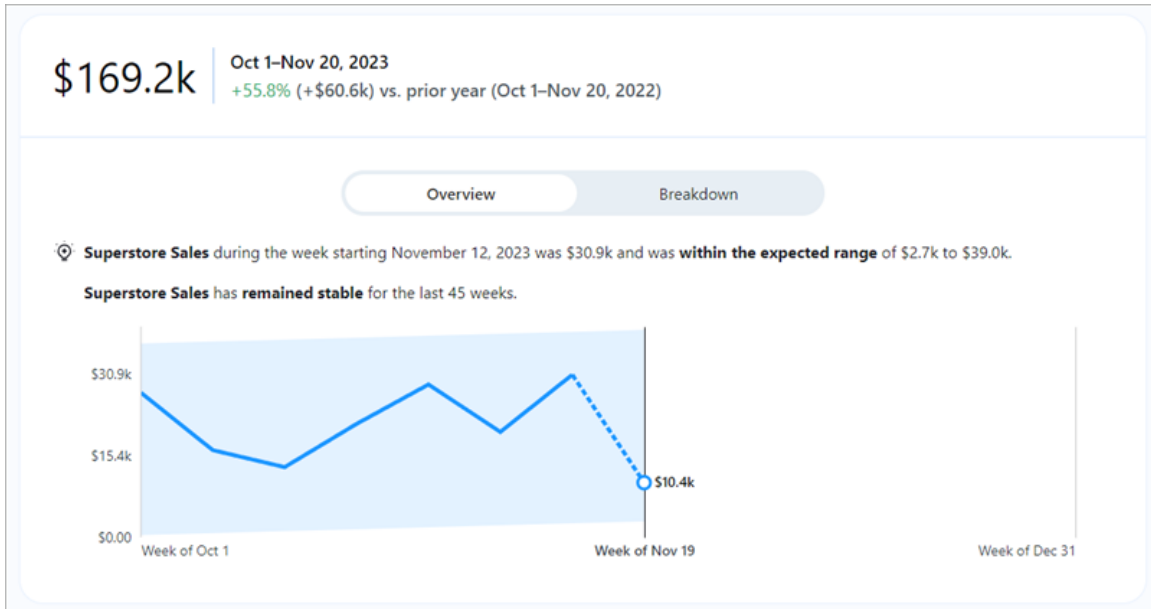 $169.2k
Oct 1–Nov 20, 2023
+55.8% (+$60.6k) vs. prior year (Oct 1–Nov 20, 2022)
Overview
Breakdown
Superstore Sales during the week starting November 12, 2023 was $30.9k and was within the expected range of $2.7k to $39.0k.
Superstore Sales has remained stable for the last 45 weeks.
$30.9k
$15.4k
$10.4k
$0.00
Week of Oct 1
Week of Nov 19
Week of Dec 31